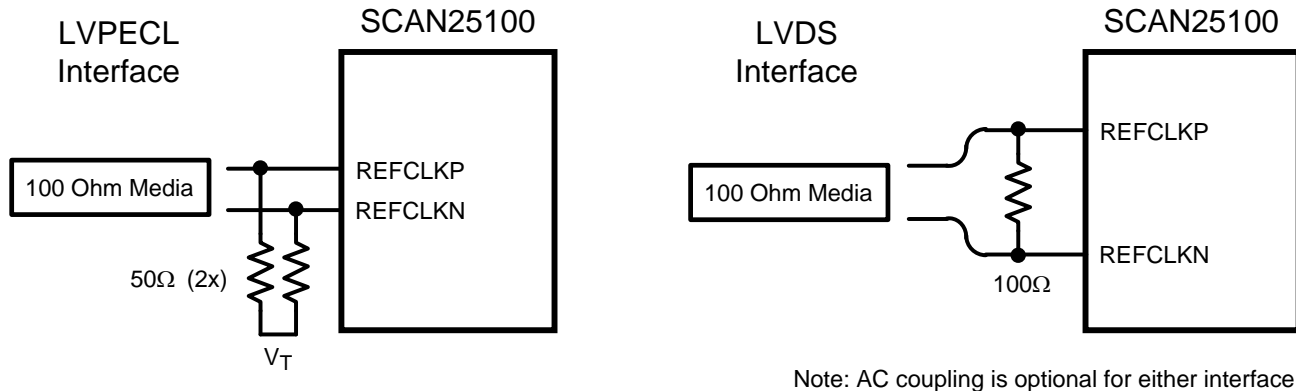 LVPECL
Interface
SCAN25100
100 Ohm Media
REFCLKP
REFCLKN
50Ω (2x)
VT
LVDS
Interface
SCAN25100
100 Ohm Media
REFCLKP
REFCLKN
100Ω
Note: AC coupling is optional for either interface